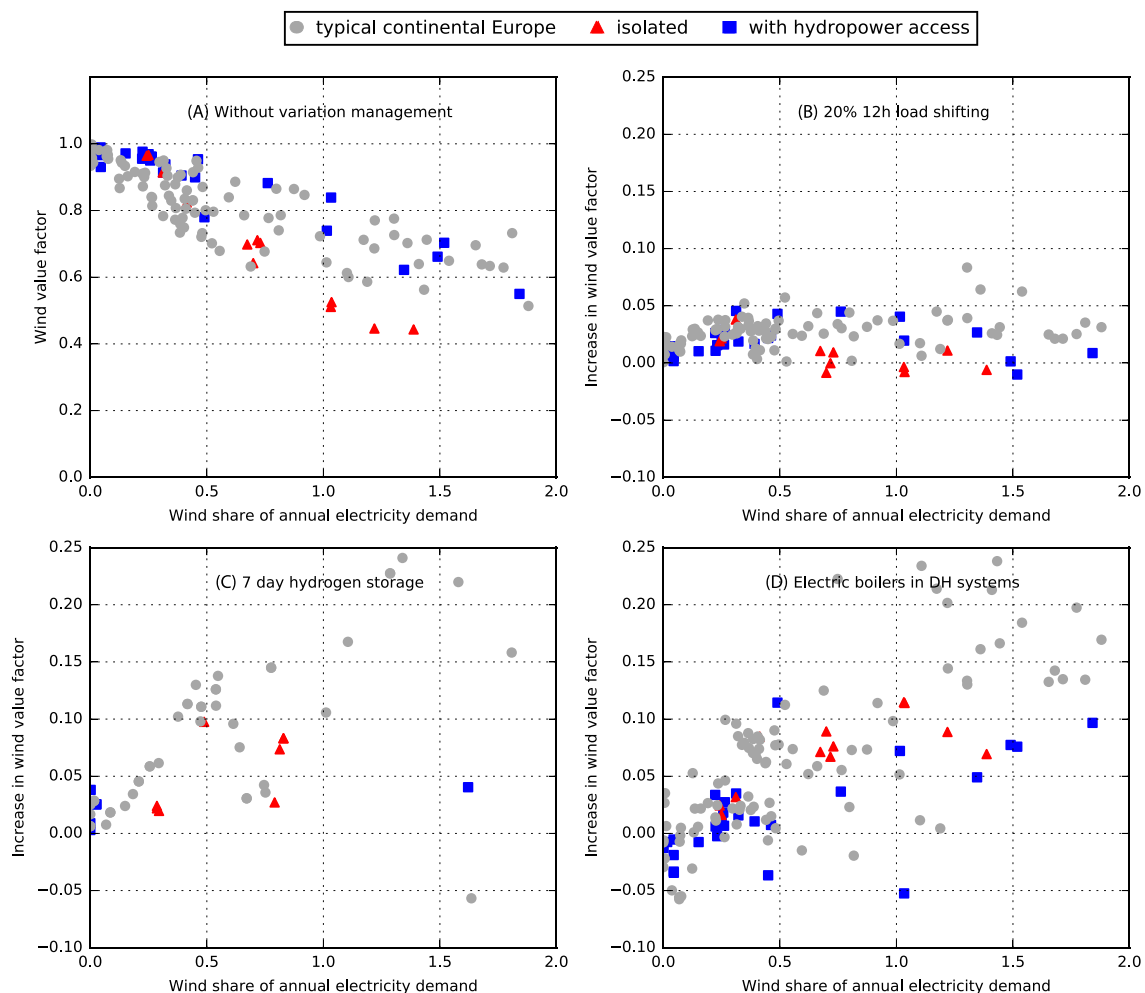 typical continental Europe isolated with hydropower access
(A) Without variation management
1.0
0.8
0.6
0.4
0.2
0.0
Wind value factor
0.0 0.5 1.0 1.5 2.0
Wind share of annual electricity demand
(B) 20% 12h load shifting
0.25
0.20
0.15
0.10
0.05
0.00
−0.05
−0.10
Increase in wind value factor
0.0 0.5 1.0 1.5 2.0
Wind share of annual electricity demand
(C) 7 day hydrogen storage
0.25
0.20
0.15
0.10
0.05
0.00
−0.05
−0.10
Increase in wind value factor
0.0 0.5 1.0 1.5 2.0
Wind share of annual electricity demand
(D) Electric boilers in DH systems
0.25
0.20
0.15
0.10
0.05
0.00
−0.05
−0.10
Increase in wind value factor
0.0 0.5 1.0 1.5 2.0
Wind share of annual electricity demand